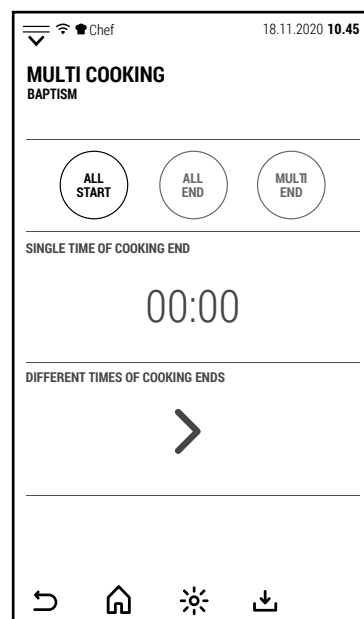 Chef 18.11.2020 10.45
MULTI COOKING
BAPTISM
ALL START
ALL END
MULTI END
SINGLE TIME OF COOKING END
00:00
DIFFERENT TIMES OF COOKING ENDS